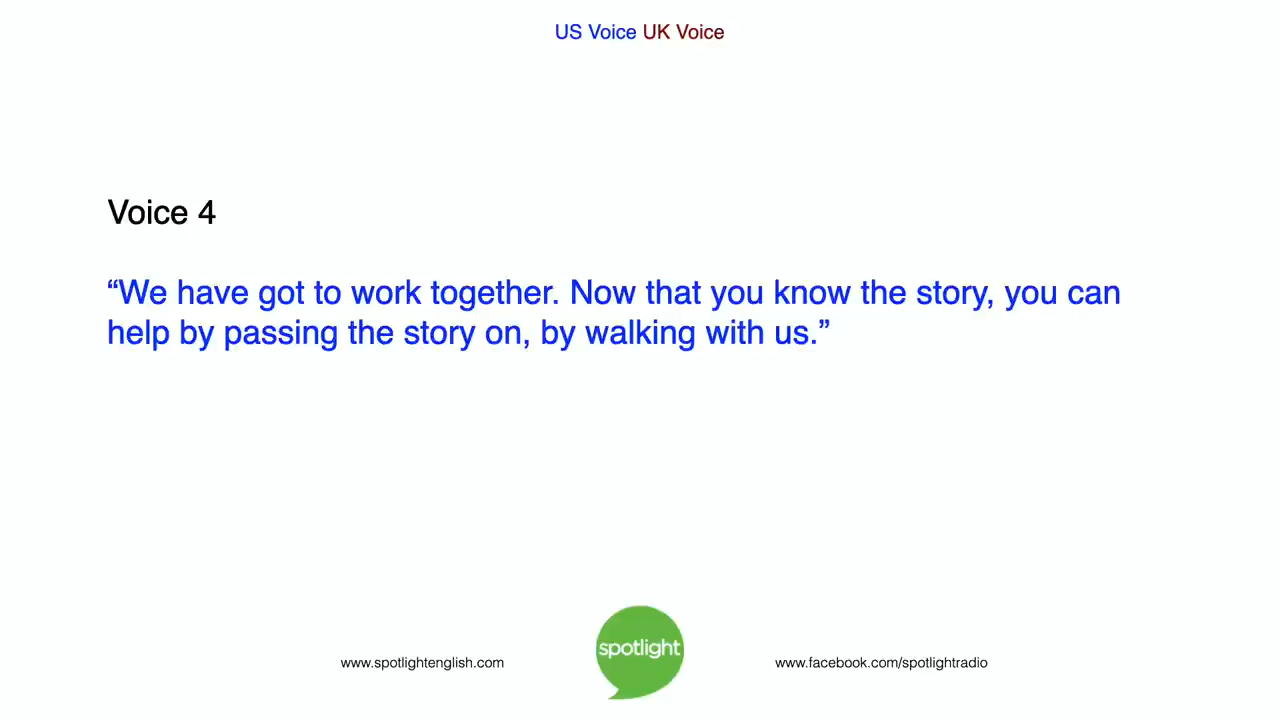 US Voice UK Voice
Voice 4
“We have got to work together. Now that you know the story, you can
help by passing the story on, by walking with us.”
spotlight
www.spotlightenglish.com
www.facebook.com/spotlightradio